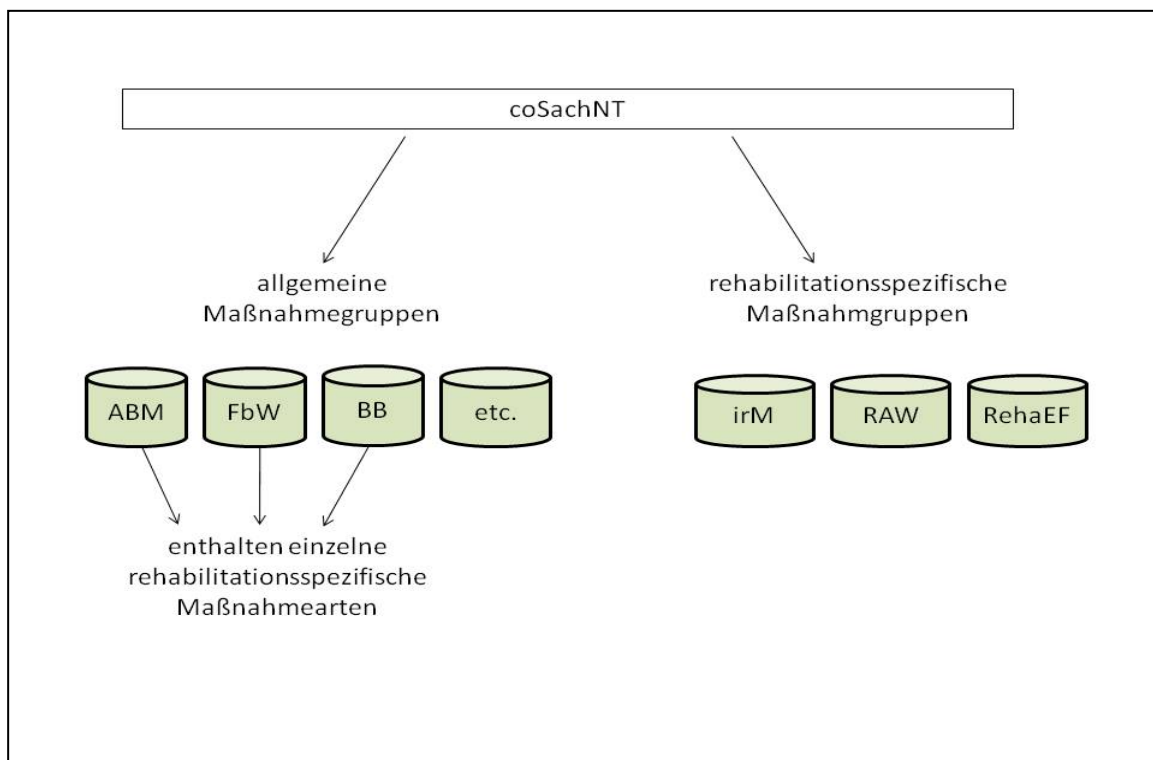 coSachNT
allgemeine
Maßnahmegruppen
rehabilitationsspezifische
Maßnahmgruppen
ABM
FbW
BB
etc.
irM
RAW
RehaEF
enthalten einzelne
rehabilitationsspezifische
Maßnahmearten